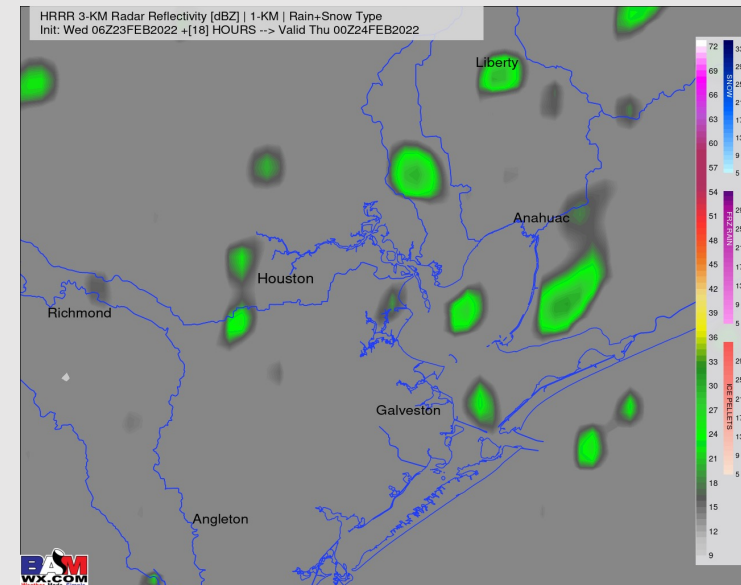 HRRR 3-KM Radar Reflectivity [dBZ] | 1-KM | Rain+Snow Type
Init: Wed 06Z23FEB2022 +[18] HOURS --> Valid Thu 00Z24FEB2022
Liberty
Anahuac
Houston
Richmond
Galveston
Angleton
72
69
66
63
60
57
54
51
48
45
42
39
36
33
30
27
24
21
18
15
12
9
SNOW
FRZ RAIN
ICE PELLETS
BAM
WX.COM